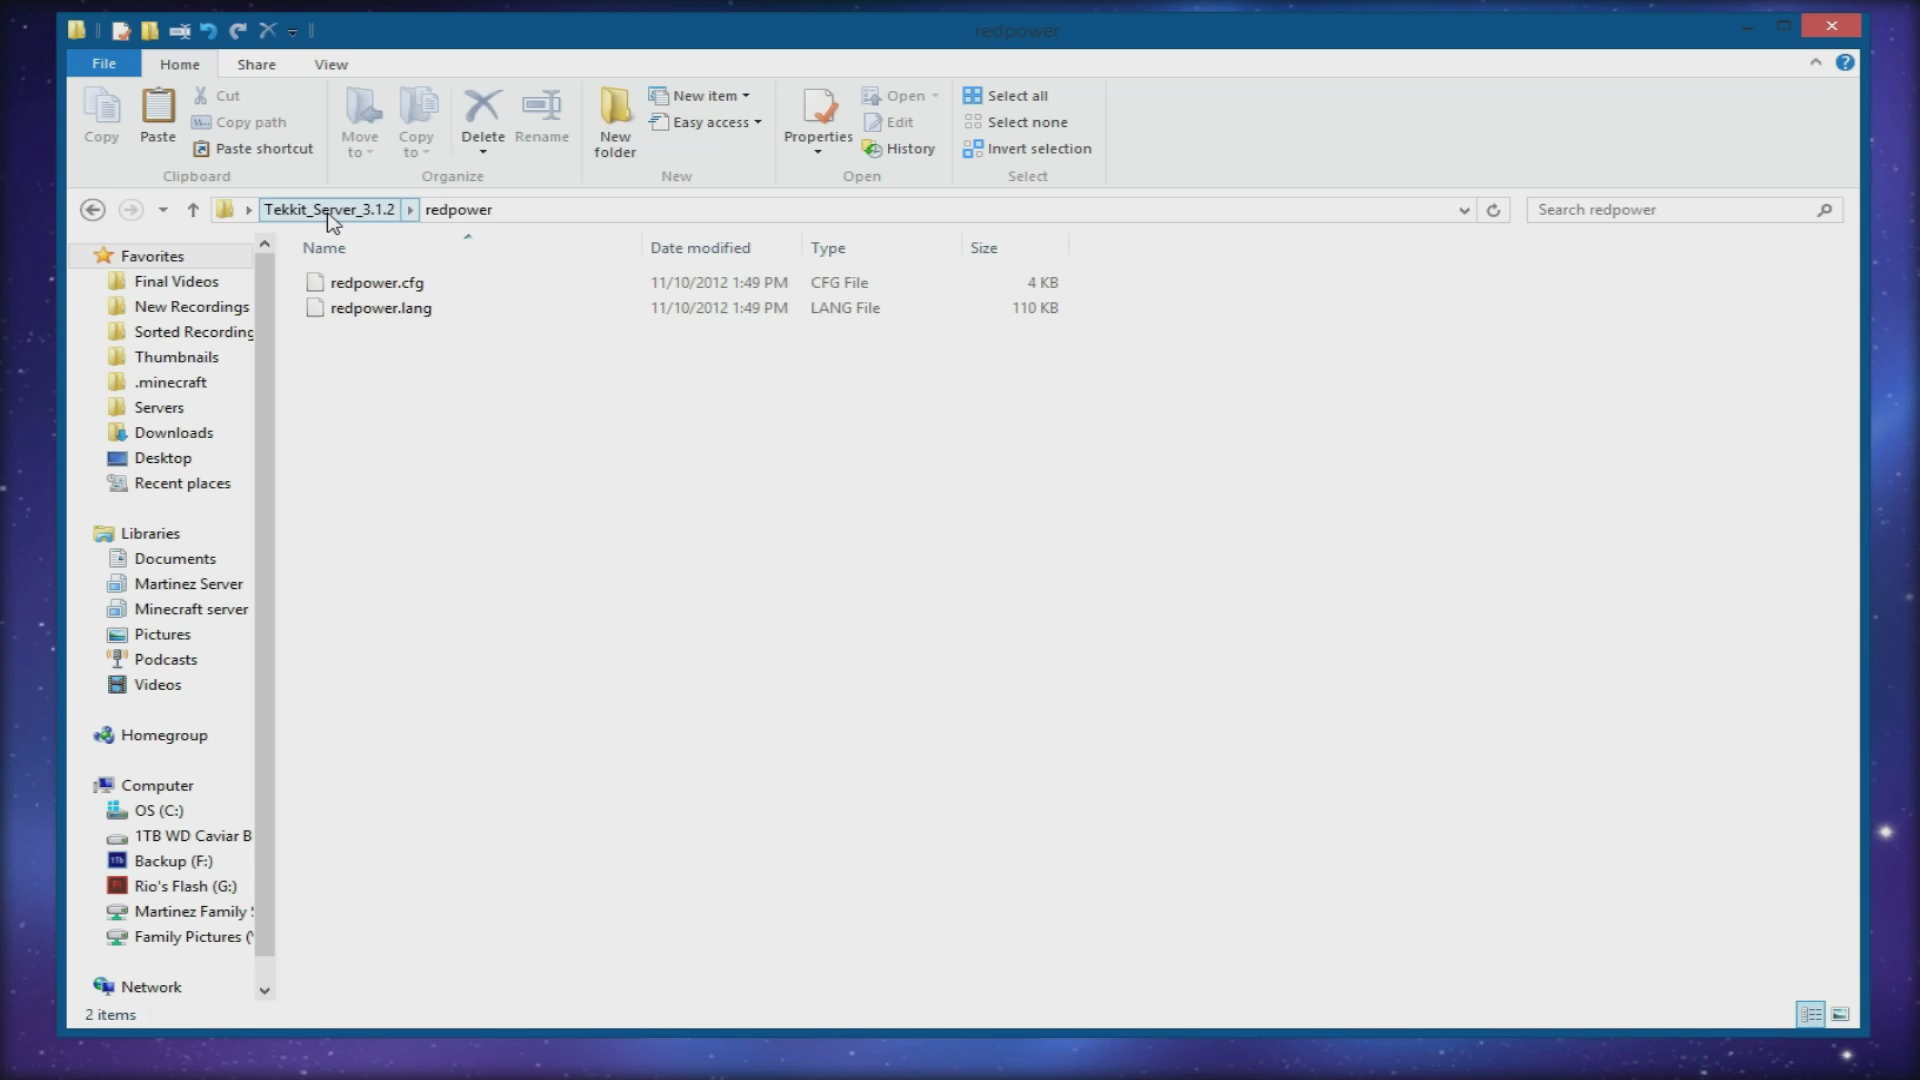 redpower
File Home Share View
Copy Paste Cut Copy path Paste shortcut
Move to Copy to Delete Rename
New folder New item Easy access
Properties Open Edit History
Select all Select none Invert selection
Clipboard Organize New Open Select
Tekkit_Server_3.1.2 redpower Search redpower
Name Date modified Type Size
redpower.cfg 11/10/2012 1:49 PM CFG File 4 KB
redpower.lang 11/10/2012 1:49 PM LANG File 110 KB
Favorites
Final Videos
New Recordings
Sorted Recording
Thumbnails
.minecraft
Servers
Downloads
Desktop
Recent places
Libraries
Documents
Martinez Server
Minecraft server
Pictures
Podcasts
Videos
Homegroup
Computer
OS (C:)
1TB WD Caviar B
Backup (F:)
Rio's Flash (G:)
Martinez Family
Family Pictures (
Network
2 items